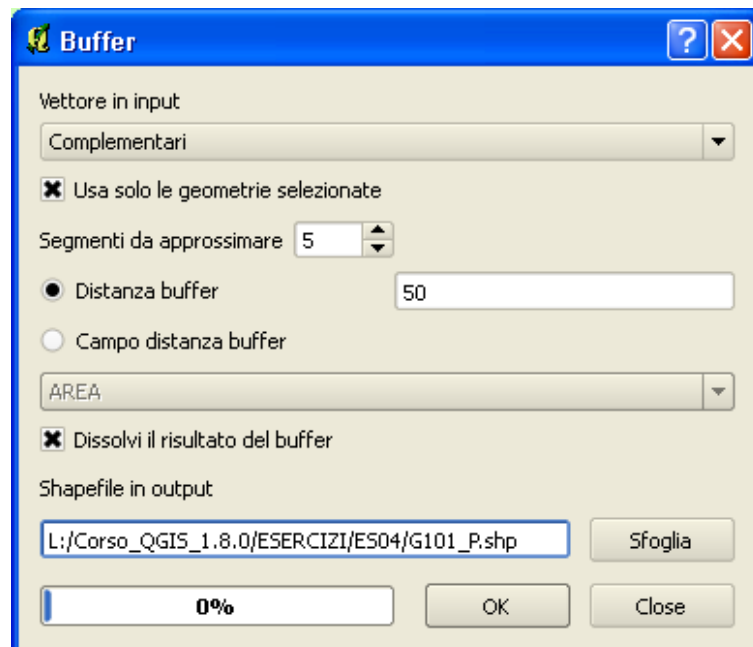 Buffer
Vettore in input
Complementari
Usa solo le geometrie selezionate
Segmenti da approssimare 5
Distanza buffer 50
Campo distanza buffer
AREA
Dissolvi il risultato del buffer
Shapefile in output
L:/Corso_QGIS_1.8.0/ESERCIZI/ES04/G101_P.shp Sfoglia
0% OK Close